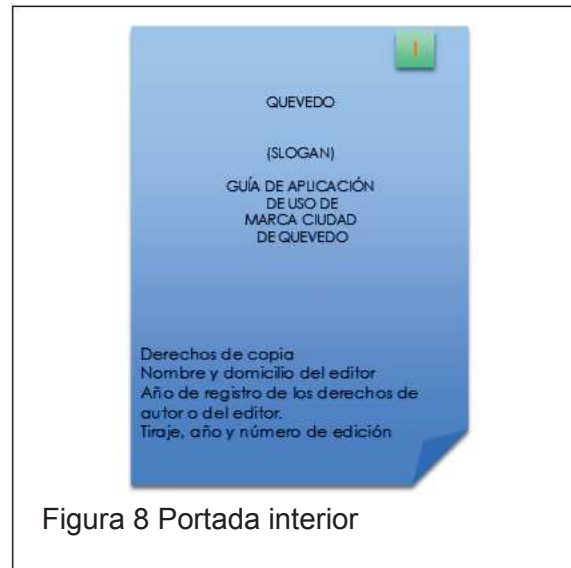 I
QUEVEDO
(SLOGAN)
GUÍA DE APLICACIÓN
DE USO DE
MARCA CIUDAD
DE QUEVEDO
Derechos de copia
Nombre y domicilio del editor
Año de registro de los derechos de
autor o del editor.
Tiraje, año y número de edición
Figura 8 Portada interior